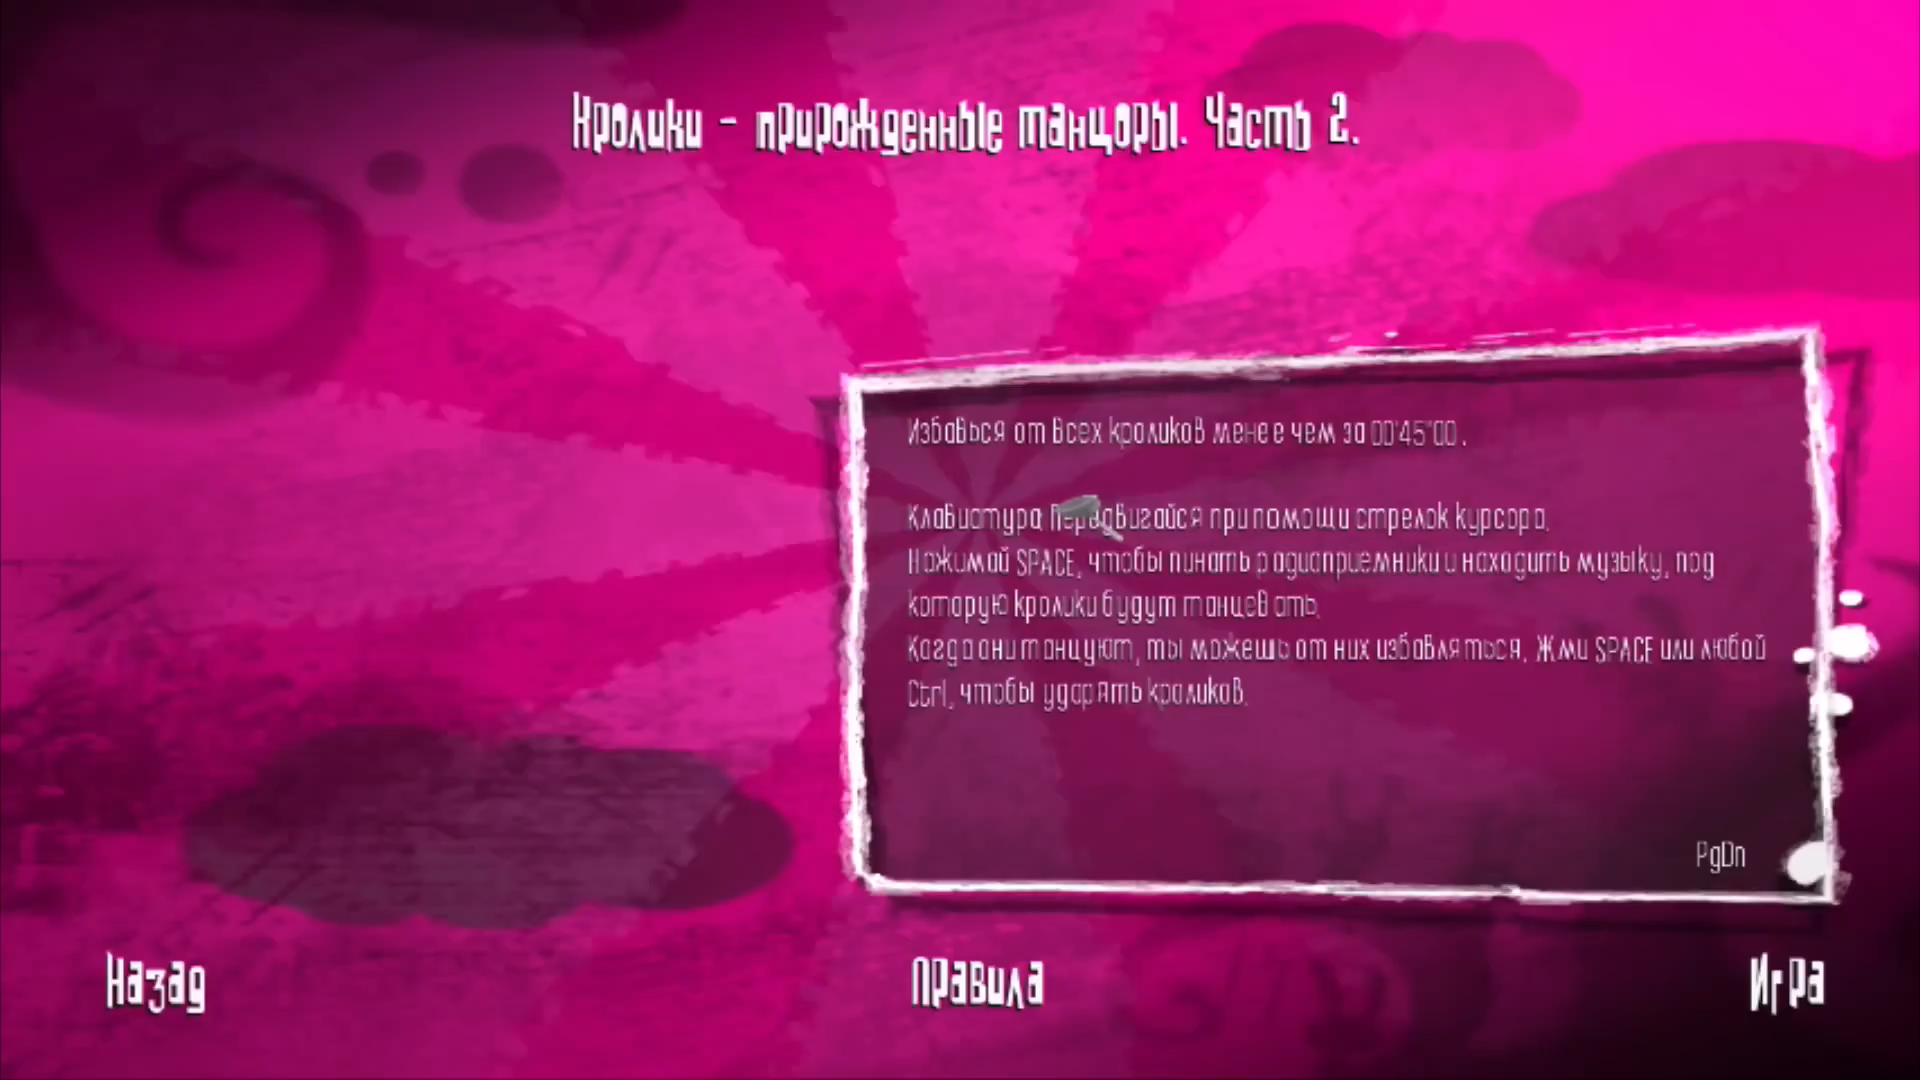 Кролики - прирожденные танцоры. Часть 2.
Избавься от всех кроликов менее чем за 00'45"00.
Клавиатура: Передвигайся при помощи стрелок курсора.
Нажимай SPACE, чтобы пинать радиоприемники и находить музыку, под
которую кролики будут танцевать.
Когда они танцуют, ты можешь от них избавляться. Жми SPACE или любой
Ctrl, чтобы ударять кроликов.
PgDn
Назад
Правила
Игра